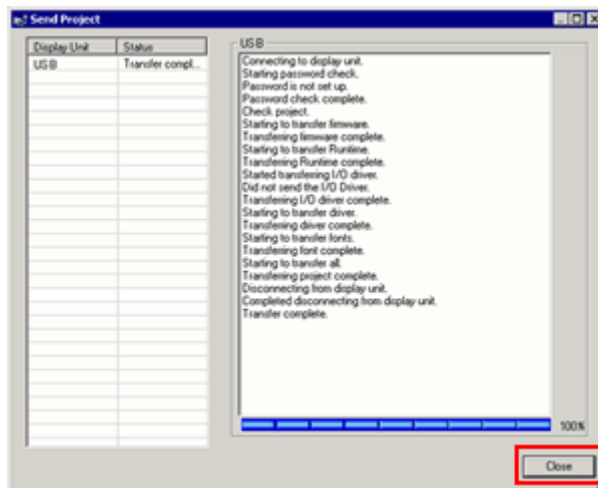 Send Project
Display Unit Status
USB Transfer compl...
USB
Connecting to display unit.
Starting password check.
Password is not set up.
Password check complete.
Check project.
Starting to transfer firmware.
Transferring firmware complete.
Starting to transfer Runtime.
Transferring Runtime complete.
Started transferring I/O driver.
Did not send the I/O Driver.
Transferring I/O driver complete.
Starting to transfer driver.
Transferring driver complete.
Starting to transfer fonts.
Transferring font complete.
Starting to transfer all.
Transferring project complete.
Disconnecting from display unit.
Completed disconnecting from display unit.
Transfer complete.
100%
Close